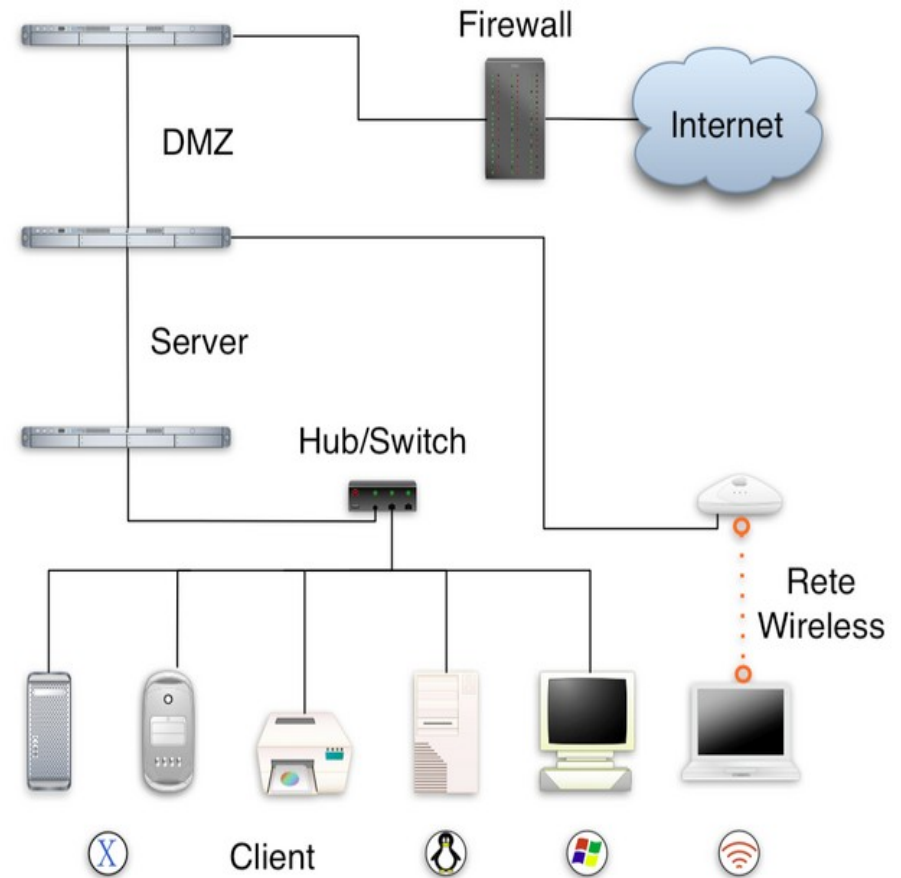 Firewall
Internet
DMZ
Server
Hub/Switch
Rete
Wireless
X
Client